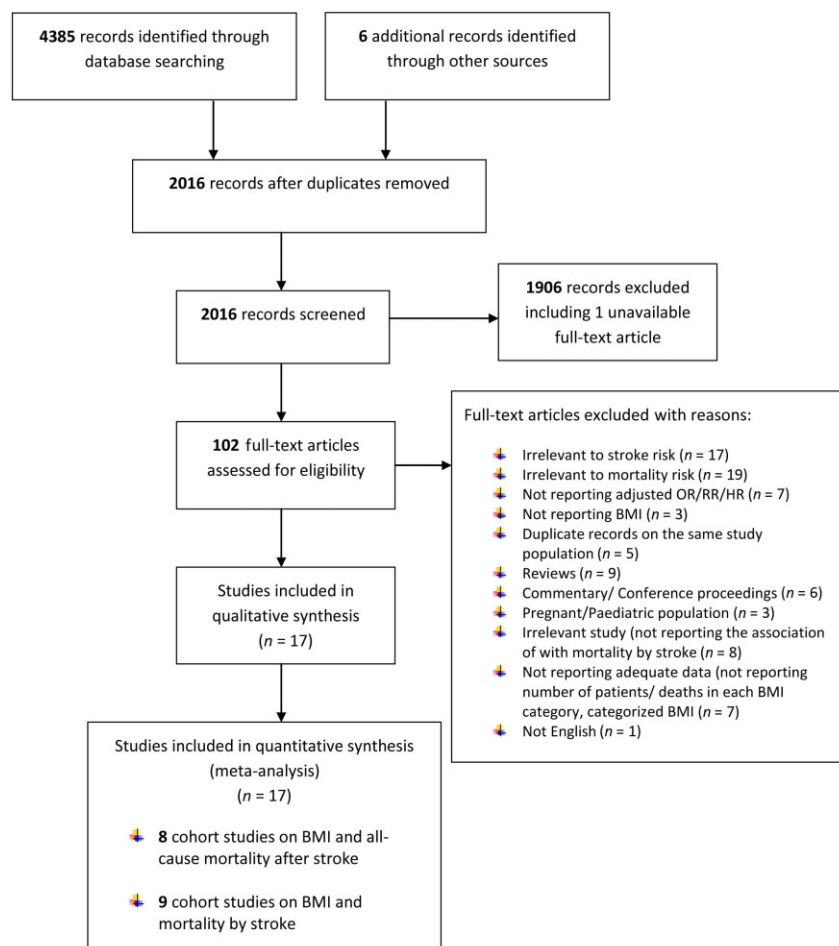 4385 records identified through
database searching
6 additional records identified
through other sources
2016 records after duplicates removed
2016 records screened
1906 records excluded
including 1 unavailable
full-text article
102 full-text articles
assessed for eligibility
Full-text articles excluded with reasons:
Irrelevant to stroke risk (n = 17)
Irrelevant to mortality risk (n = 19)
Not reporting adjusted OR/RR/HR (n = 7)
Not reporting BMI (n = 3)
Duplicate records on the same study
population (n = 5)
Reviews (n = 9)
Commentary/ Conference proceedings (n = 6)
Pregnant/Paediatric population (n = 3)
Irrelevant study (not reporting the association
of with mortality by stroke (n = 8)
Not reporting adequate data (not reporting
number of patients/ deaths in each BMI
category, categorized BMI (n = 7)
Not English (n = 1)
Studies included in
qualitative synthesis
(n = 17)
Studies included in quantitative synthesis
(meta-analysis)
(n = 17)
8 cohort studies on BMI and all-
cause mortality after stroke
9 cohort studies on BMI and
mortality by stroke